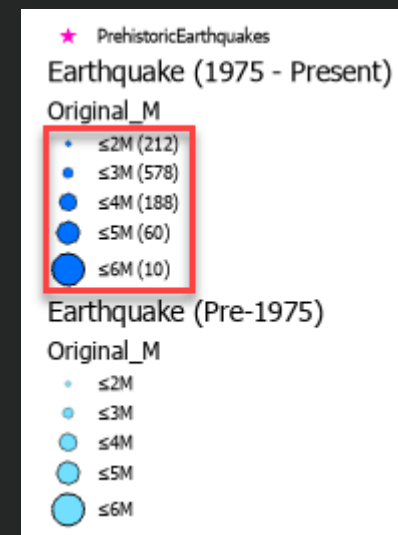 PrehistoricEarthquakes
Earthquake (1975 - Present)
Original_M
≤2M (212)
≤3M (578)
≤4M (188)
≤5M (60)
≤6M (10)
Earthquake (Pre-1975)
Original_M
≤2M
≤3M
≤4M
≤5M
≤6M